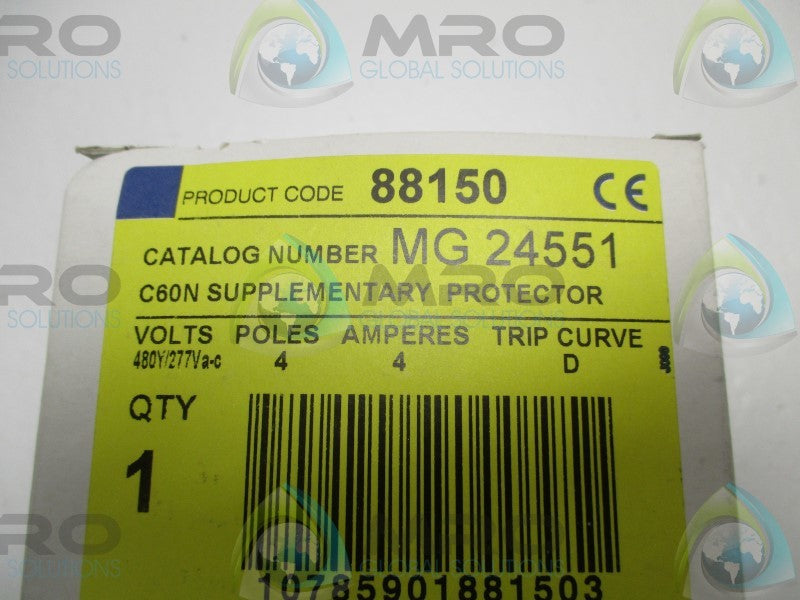 MRO
GLOBAL SOLUTIONS
PRODUCT CODE 88150 CE
CATALOG NUMBER MG 24551
C60N SUPPLEMENTARY PROTECTOR
VOLTS POLES AMPERES TRIP CURVE
480Y/277Va-c 4 4 D
QTY
1
10785901881503